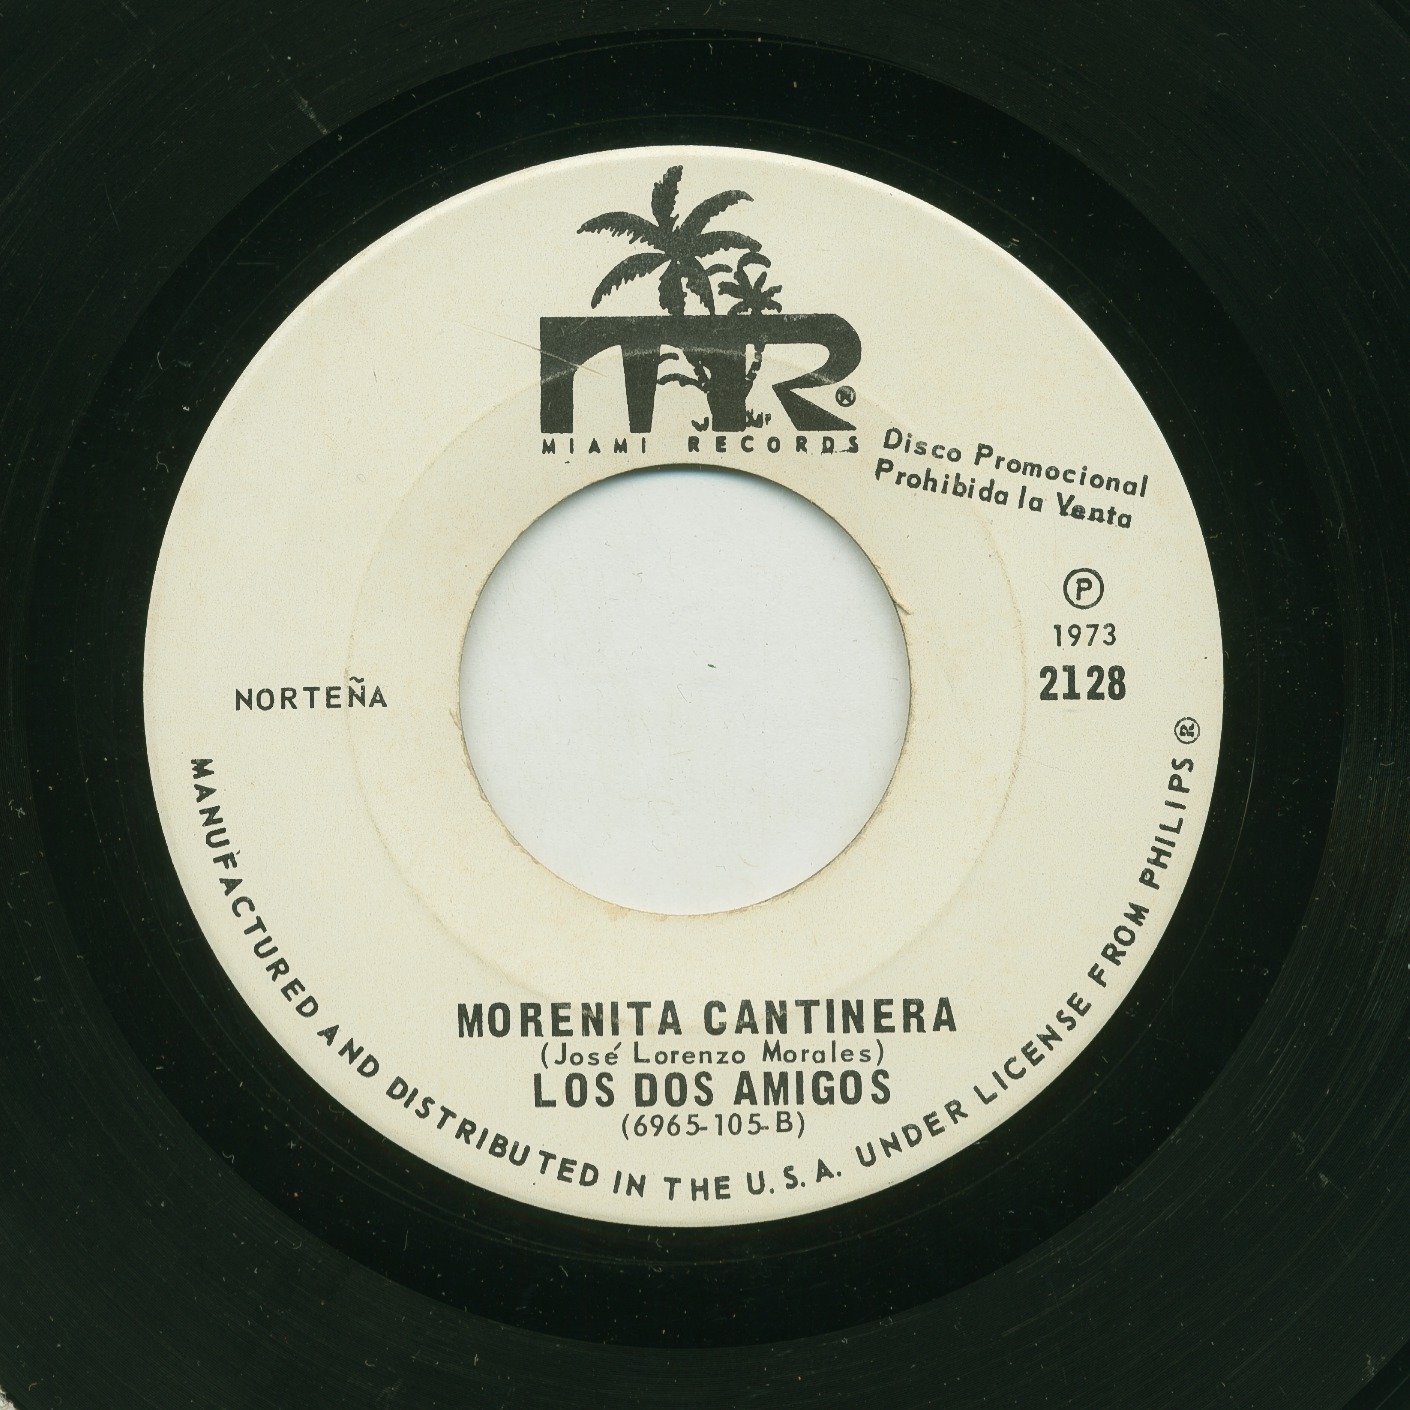 MR®
MIAMI RECORDS
Disco Promocional
Prohibida la Venta
Ⓟ
1973
2128
NORTEÑA
MORENITA CANTINERA
(José Lorenzo Morales)
LOS DOS AMIGOS
(6965-105-B)
MANUFACTURED AND DISTRIBUTED IN THE U.S.A. UNDER LICENSE FROM PHILIPS ®